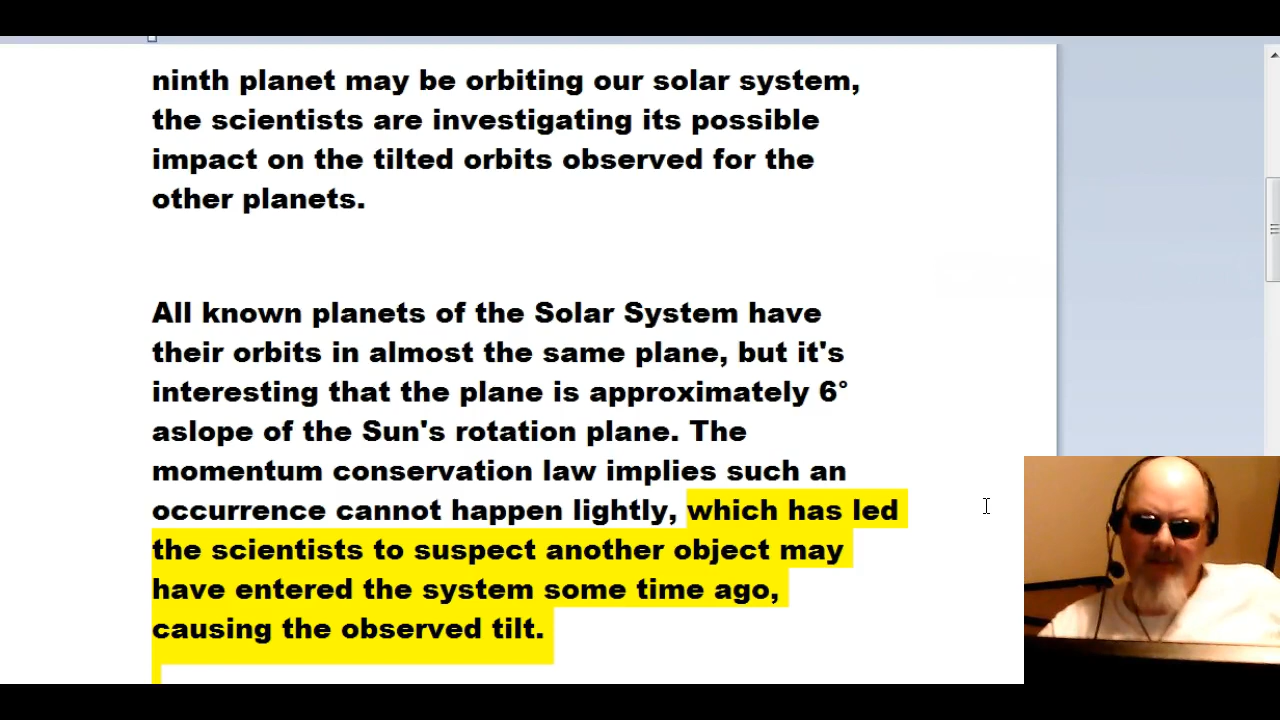 ninth planet may be orbiting our solar system,
the scientists are investigating its possible
impact on the tilted orbits observed for the
other planets.
All known planets of the Solar System have
their orbits in almost the same plane, but it's
interesting that the plane is approximately 6°
aslope of the Sun's rotation plane. The
momentum conservation law implies such an
occurrence cannot happen lightly, which has led
the scientists to suspect another object may
have entered the system some time ago,
causing the observed tilt.